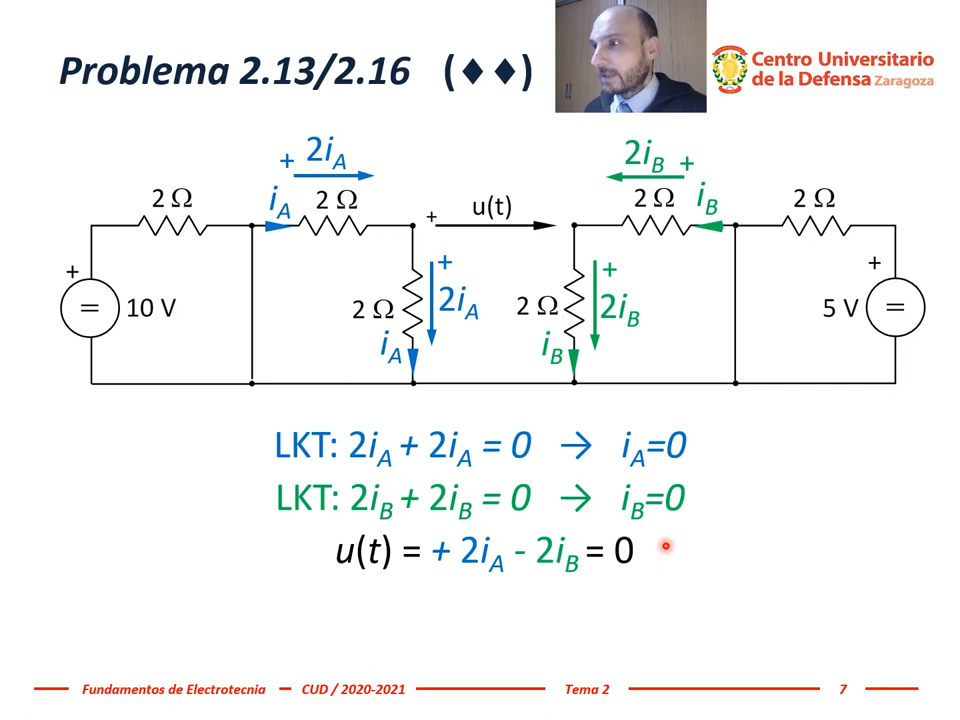 Problema 2.13/2.16 (♦♦)
Centro Universitario
de la Defensa Zaragoza
+ 2iA
2iB +
2 Ω
iA
2 Ω
+ u(t)
2 Ω
iB
2 Ω
+
+
+
+
10 V
2 Ω
2iA
2 Ω
2iB
5 V
=
=
iA
iB
LKT: 2iA + 2iA = 0 → iA=0
LKT: 2iB + 2iB = 0 → iB=0
u(t) = + 2iA - 2iB = 0
Fundamentos de Electrotecnia CUD / 2020-2021 Tema 2 7